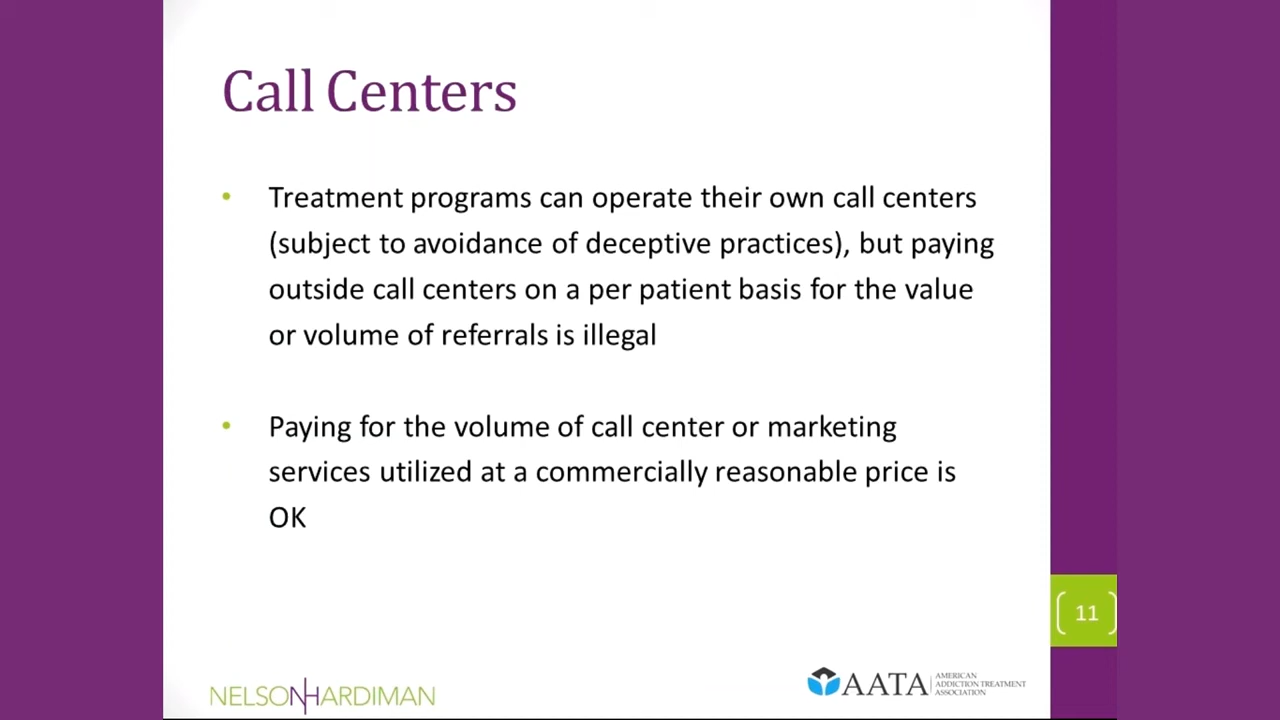 Call Centers
• Treatment programs can operate their own call centers
(subject to avoidance of deceptive practices), but paying
outside call centers on a per patient basis for the value
or volume of referrals is illegal
• Paying for the volume of call center or marketing
services utilized at a commercially reasonable price is
OK
11
NELSONHARDIMAN
AATA
AMERICAN
ADDICTION TREATMENT
ASSOCIATION